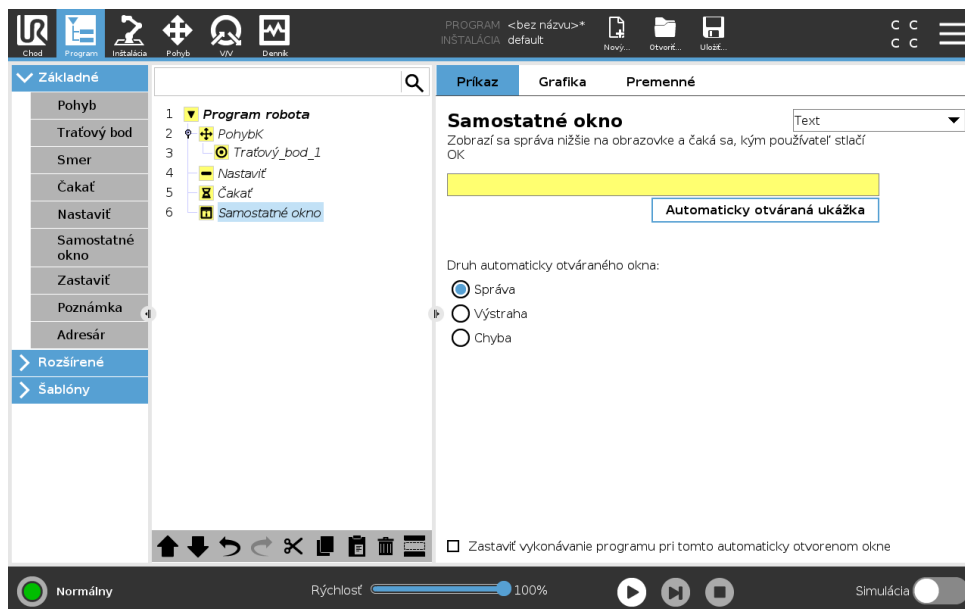 PROGRAM <bez názvu>*
INŠTALÁCIA default
Chod
Program
Inštalácia
Pohyb
V/V
Denník
Nový...
Otvoriť...
Uložiť...
C C
C C
Základné
Pohyb
Traťový bod
Smer
Čakať
Nastaviť
Samostatné
okno
Zastaviť
Poznámka
Adresár
Rozšírené
Šablóny
1 Program robota
2 PohybK
3 Traťový_bod_1
4 Nastaviť
5 Čakať
6 Samostatné okno
Príkaz Grafika Premenné
Samostatné okno
Text
Zobrazí sa správa nižšie na obrazovke a čaká sa, kým používateľ stlačí
OK
Automaticky otváraná ukážka
Druh automaticky otváraného okna:
Správa
Výstraha
Chyba
Zastaviť vykonávanie programu pri tomto automaticky otvorenom okne
Normálny
Rýchlosť 100%
Simulácia